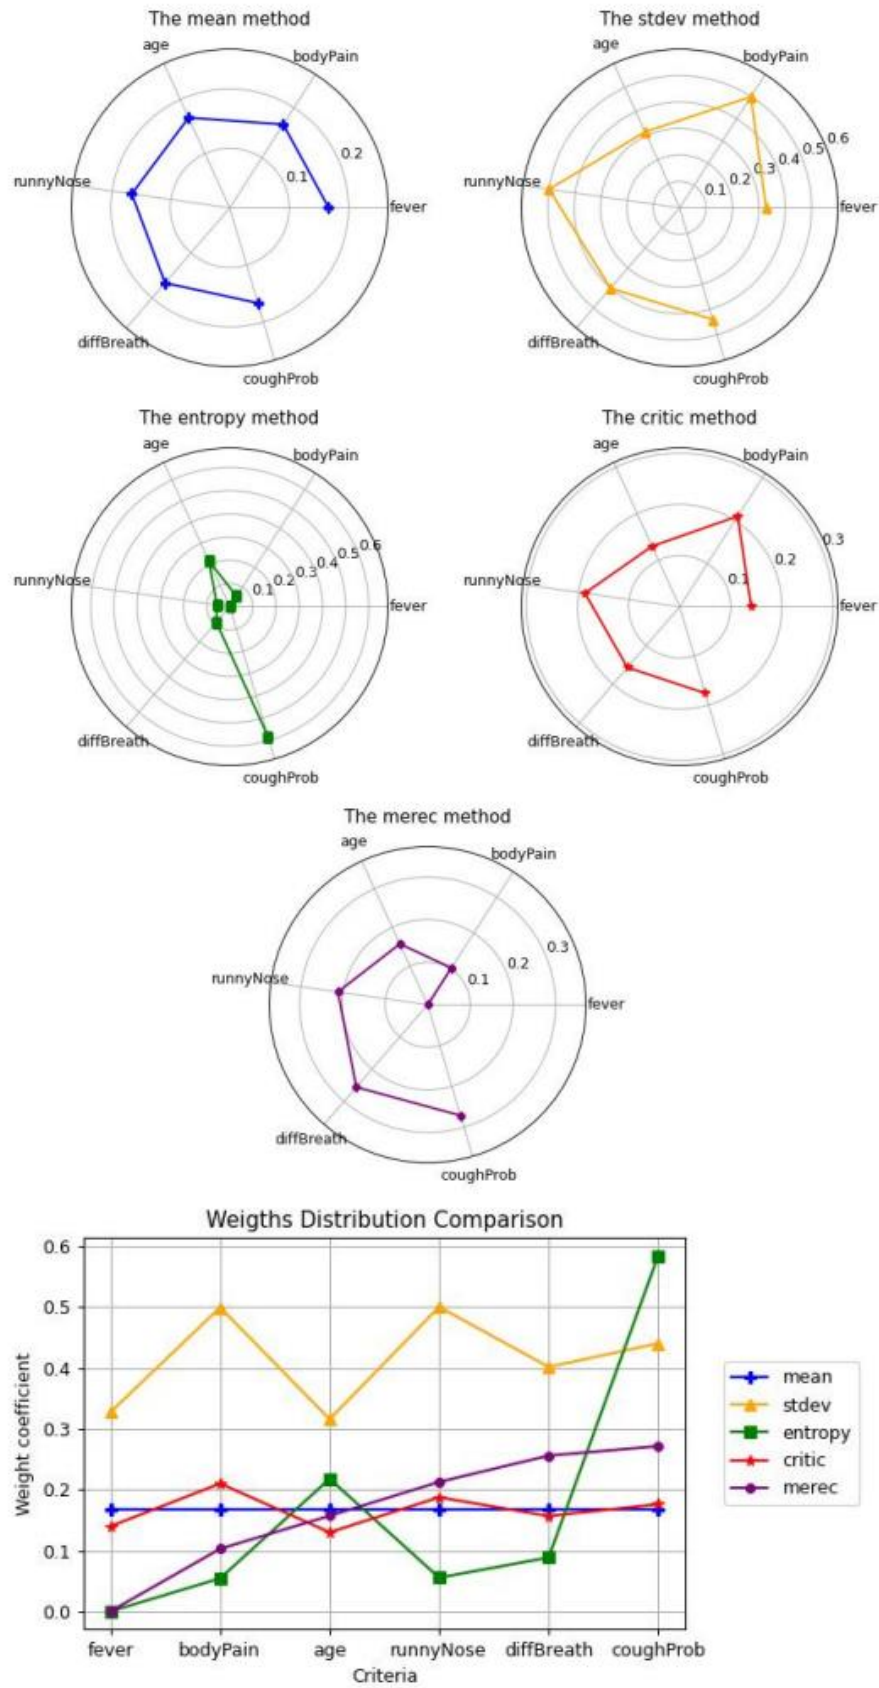 The mean method
age
bodyPain
0.2
0.1
runnyNose
fever
diffBreath
coughProb
The stdev method
age
bodyPain
0.6
0.5
0.4
0.3
0.2
0.1
runnyNose
fever
diffBreath
coughProb
The entropy method
age
bodyPain
0.6
0.5
0.4
0.3
0.2
0.1
runnyNose
fever
diffBreath
coughProb
The critic method
age
bodyPain
0.3
0.2
0.1
runnyNose
fever
diffBreath
coughProb
The merec method
age
bodyPain
0.3
0.2
0.1
runnyNose
fever
diffBreath
coughProb
Weigths Distribution Comparison
0.6
0.5
0.4
0.3
0.2
0.1
0.0
Weight coefficient
fever bodyPain age runnyNose diffBreath coughProb
Criteria
mean
stdev
entropy
critic
merec